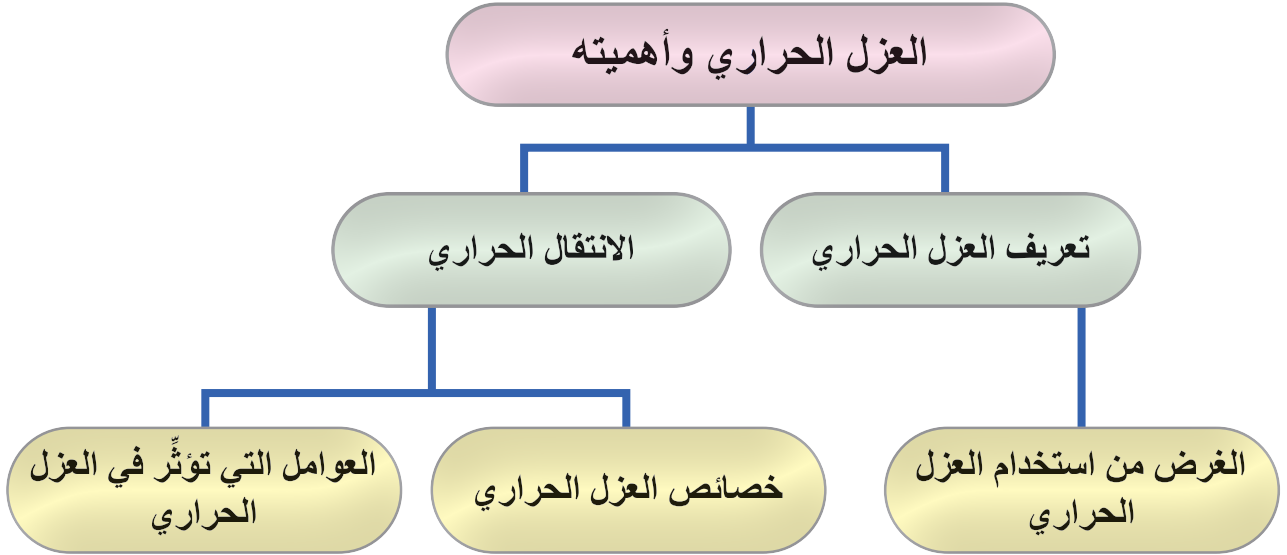 العزل الحراري وأهميته
تعريف العزل الحراري
الانتقال الحراري
الغرض من استخدام العزل
الحراري
خصائص العزل الحراري
العوامل التي تؤثِّر في العزل
الحراري